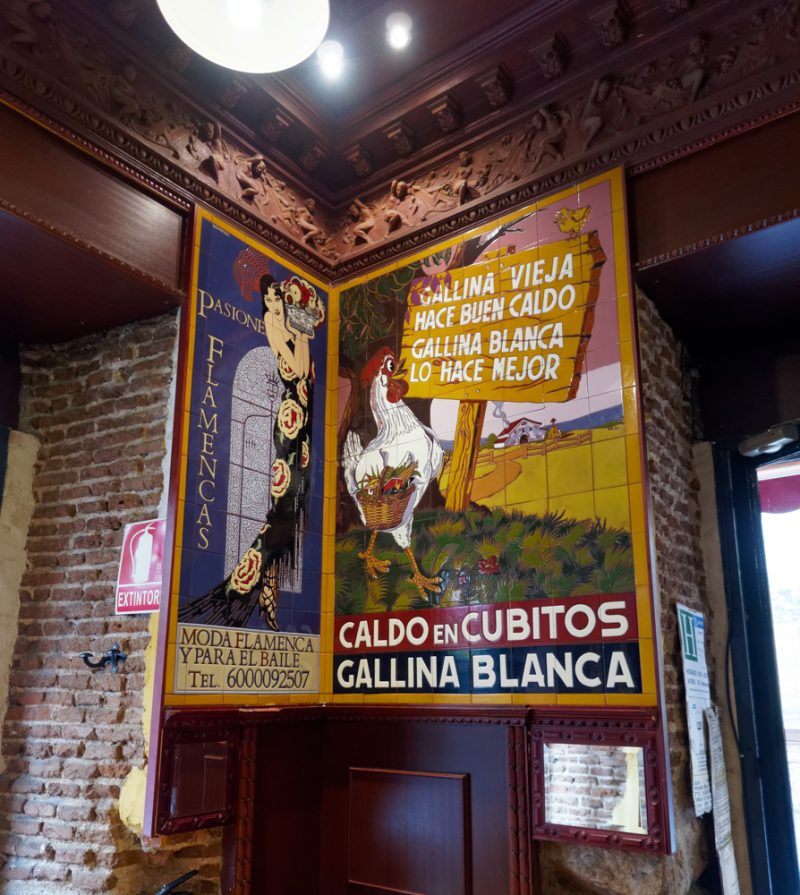 PASIONES
FLAMENCAS
MODA FLAMENCA
Y PARA EL BAILE
TEL. 6000092507
GALLINA VIEJA
HACE BUEN CALDO
GALLINA BLANCA
LO HACE MEJOR
CALDO EN CUBITOS
GALLINA BLANCA
EXTINTOR
H